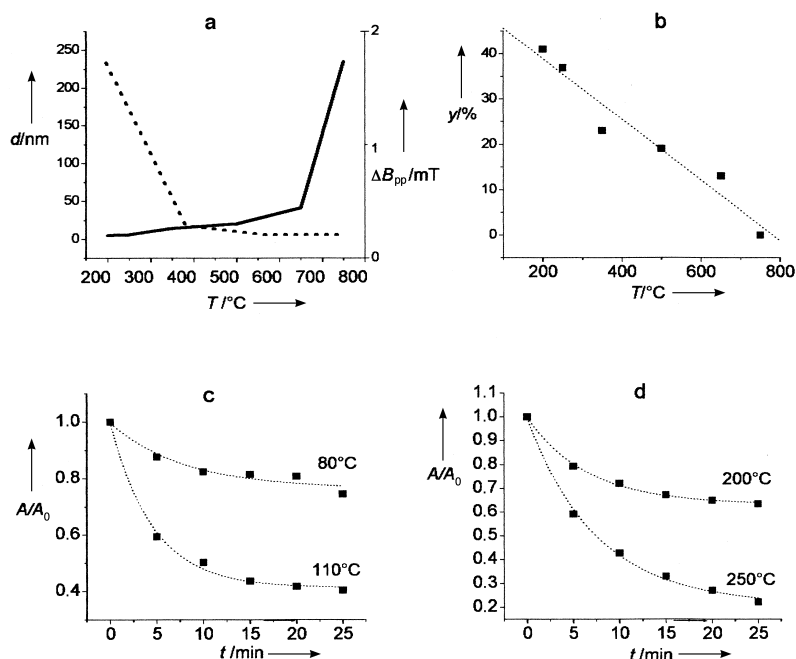 a
250
200
150
100
50
0
d/nm
2
1
0
ΔBpp/mT
200 300 400 500 600 700 800
T/°C
b
40
30
20
10
0
y/%
200 400 600 800
T/°C
c
1.0
0.8
0.6
0.4
A/A0
80°C
110°C
0 5 10 15 20 25
t/min
d
1.1
1.0
0.9
0.8
0.7
0.6
0.5
0.4
0.3
0.2
A/A0
200°C
250°C
0 5 10 15 20 25
t/min